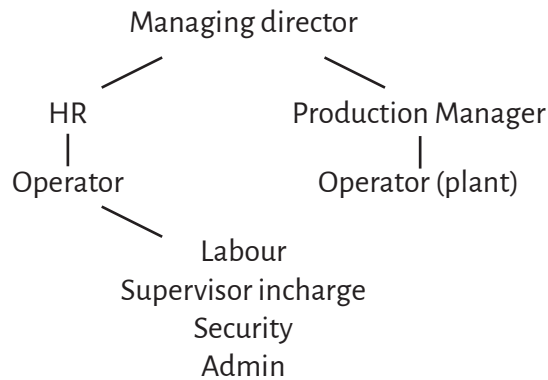 Managing director
HR
Production Manager
Operator
Operator (plant)
Labour
Supervisor incharge
Security
Admin